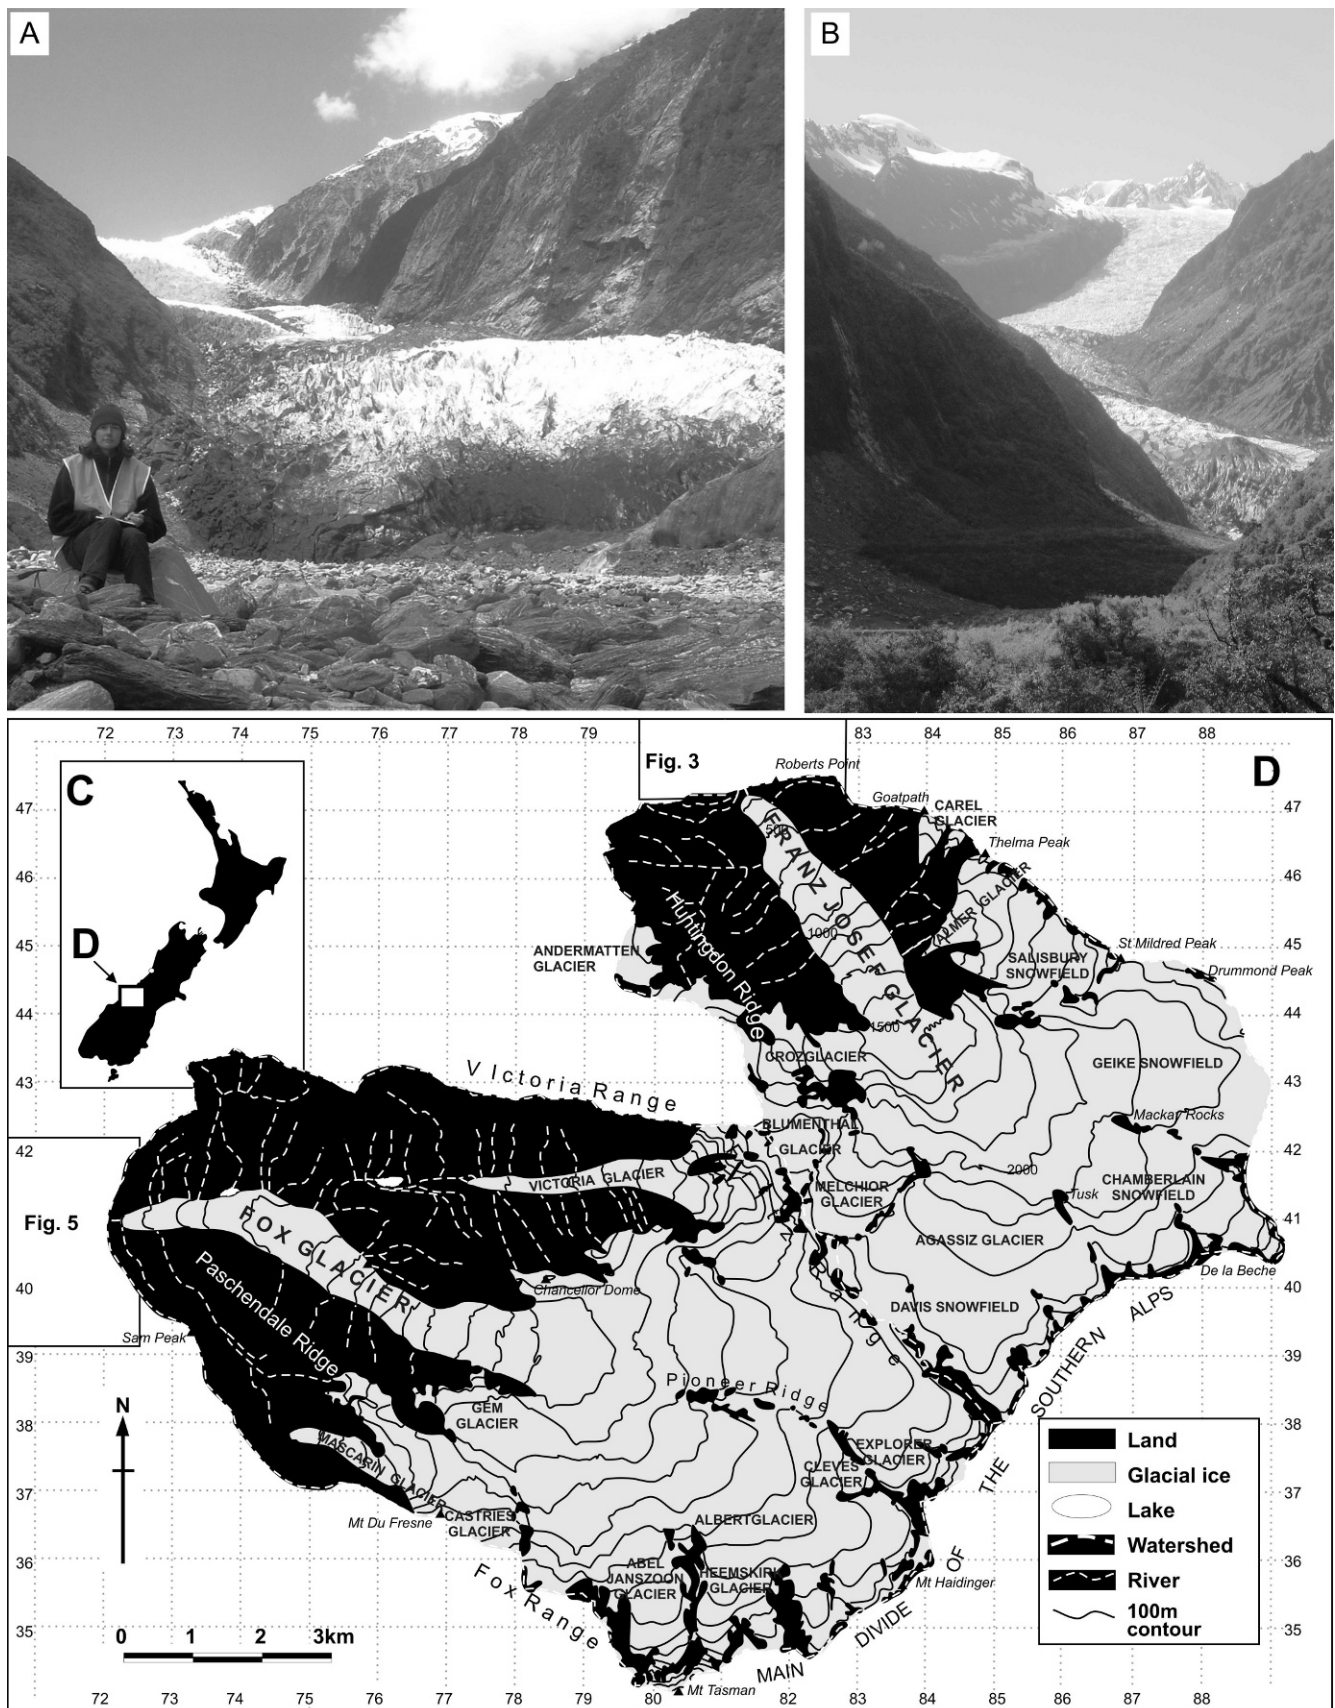 A
B
72 73 74 75 76 77 78 79
Fig. 3
83 84 85 86 87 88
C
D
D
Roberts Point
Goatpath
CAREL
GLACIER
Thelma Peak
47
47
500
FRANZ JOSEF GLACIER
46
46
ALMER GLACIER
Huntingdon Ridge
1000
ANDERMATTEN
GLACIER
45
45
St Mildred Peak
SALISBURY
SNOWFIELD
Drummond Peak
44
44
1500
CROZGLACIER
GEIKE SNOWFIELD
VIctoria Range
43
43
Mackay Rocks
BLUMENTHAL
GLACIER
42
42
2000
VICTORIA GLACIER
MELCHIOR
GLACIER
CHAMBERLAIN
SNOWFIELD
Tusk
Fig. 5
FOX GLACIER
41
41
AGASSIZ GLACIER
De la Beche
Range
Paschendale Ridge
Chancellor Dome
40
40
DAVIS SNOWFIELD
Sam Peak
39
39
Pioneer Ridge
GEM
GLACIER
38
38
MASCARIN GLACIER
EXPLORER
GLACIER
CLEVES
GLACIER
N
37
37
Mt Du Fresne
CASTRIES
GLACIER
ALBERTGLACIER
36
36
ABEL
JANSZOON
GLACIER
HEEMSKIRK
GLACIER
Mt Haidinger
Fox Range
35
35
MAIN DIVIDE OF THE SOUTHERN ALPS
34
Mt Tasman
0 1 2 3km
Land
Glacial ice
Lake
Watershed
River
100m
contour
72 73 74 75 76 77 78 79 80 82 83 84 85 86 87 88